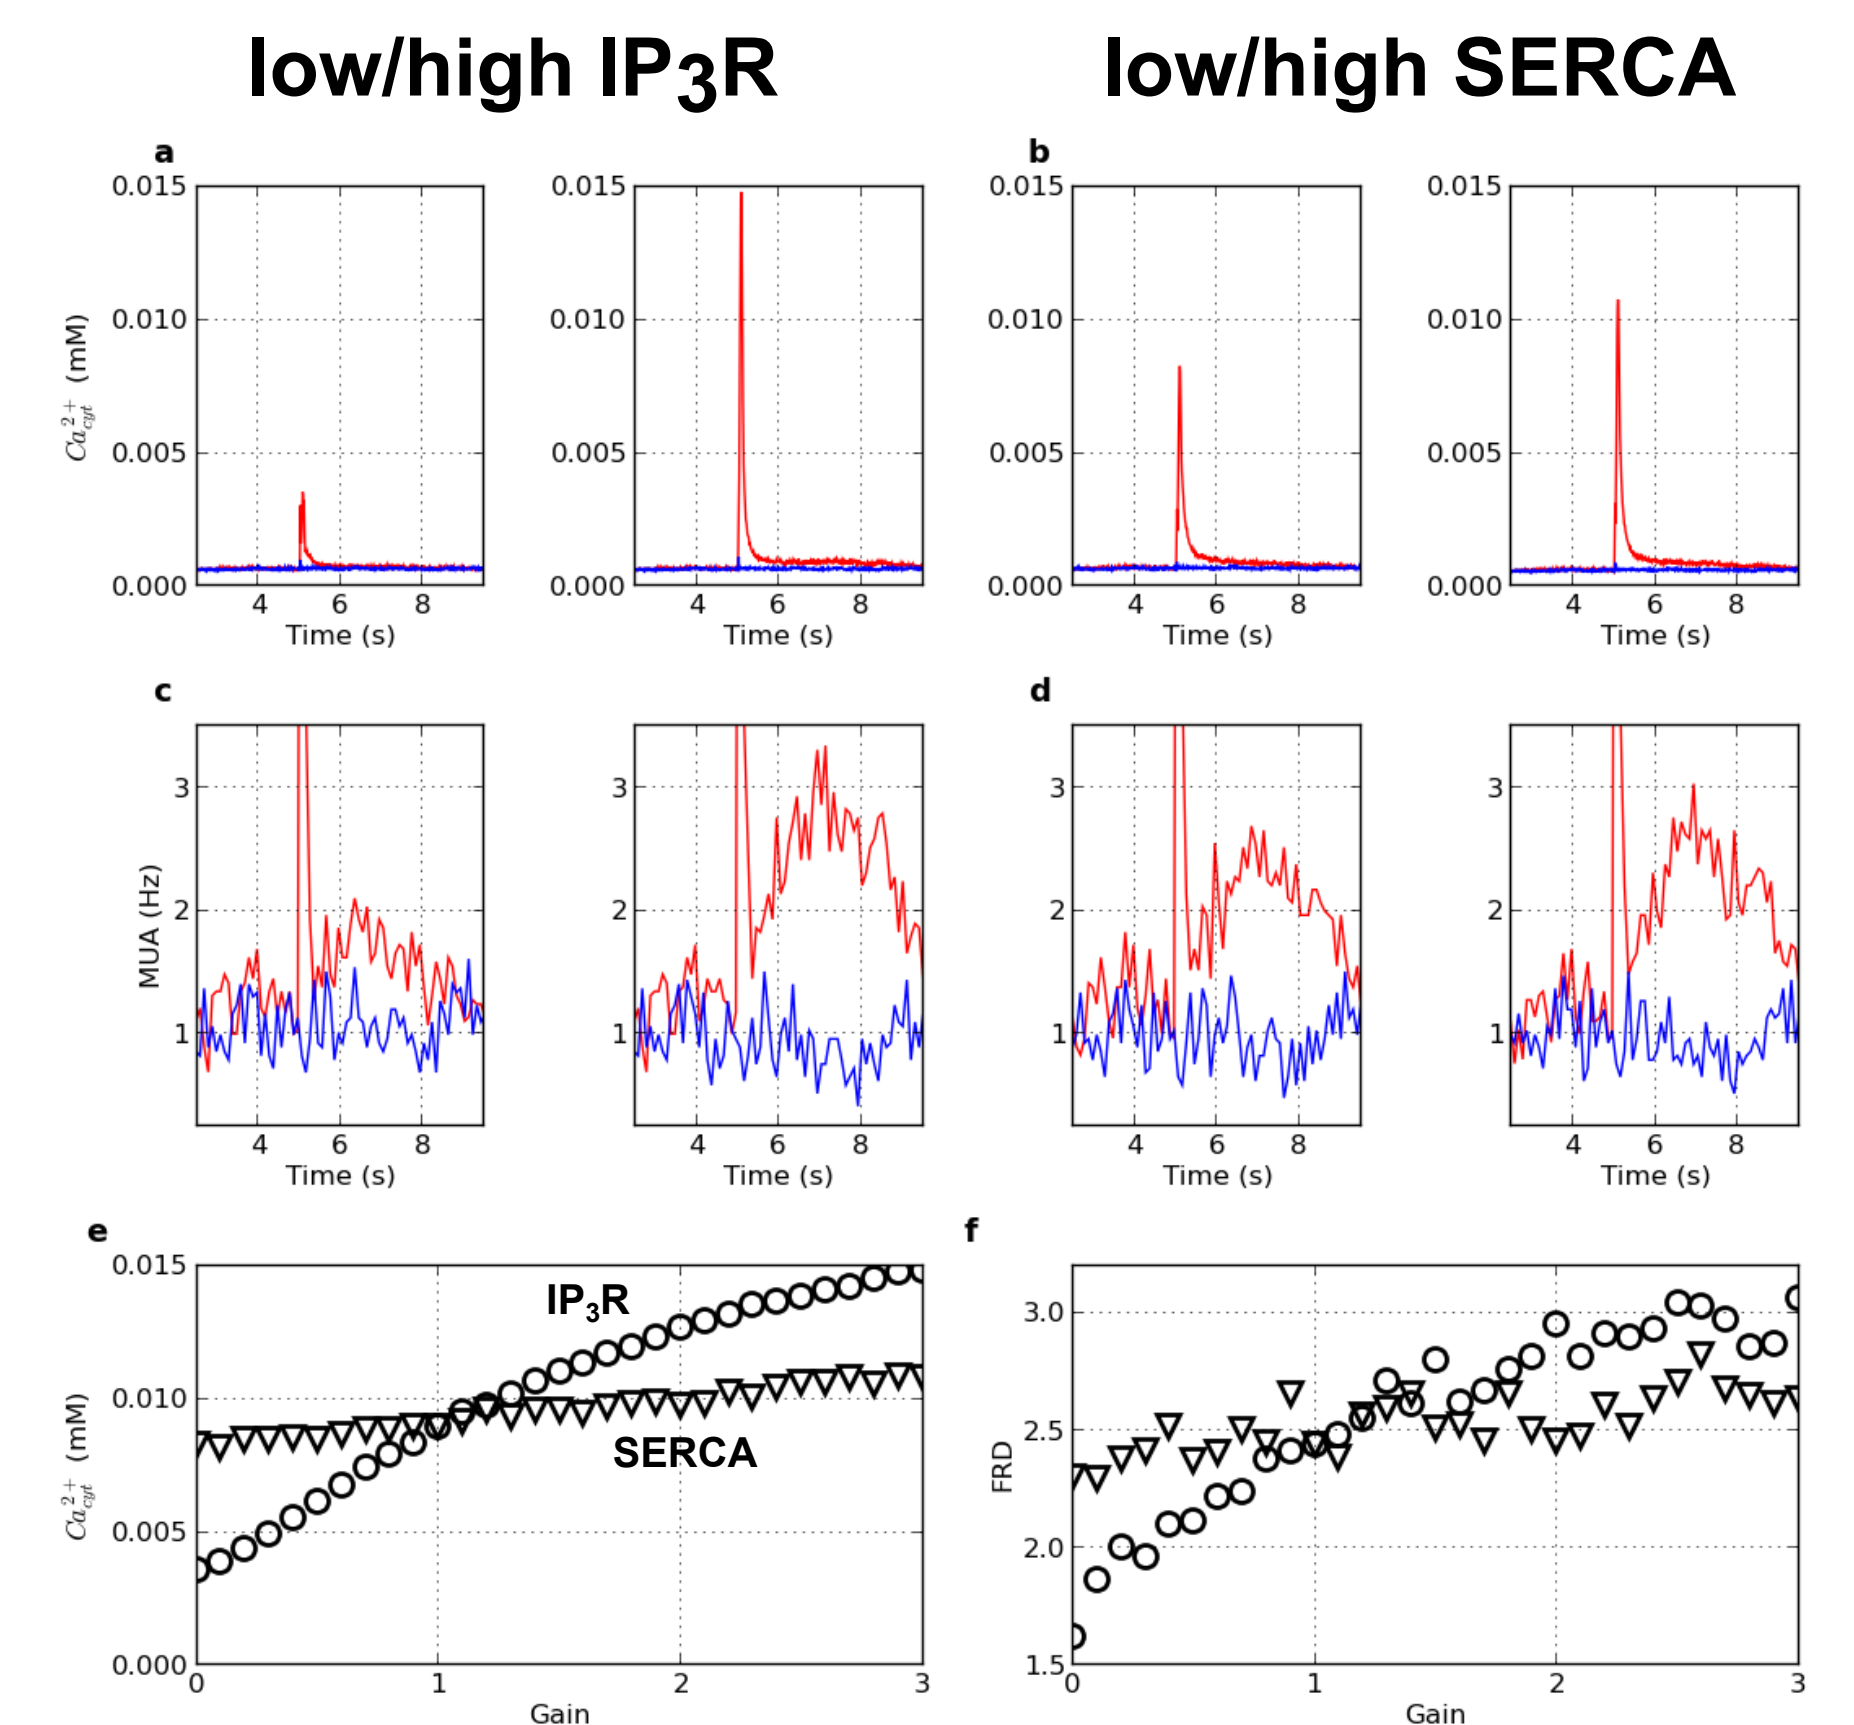 low/high IP3R
low/high SERCA
a
b
0.015
0.010
0.005
0.000
Ca2+cyt (mM)
4 6 8
Time (s)
0.015
0.010
0.005
0.000
4 6 8
Time (s)
0.015
0.010
0.005
0.000
4 6 8
Time (s)
0.015
0.010
0.005
0.000
4 6 8
Time (s)
c
d
3
2
1
MUA (Hz)
4 6 8
Time (s)
3
2
1
4 6 8
Time (s)
3
2
1
4 6 8
Time (s)
3
2
1
4 6 8
Time (s)
e
0.015
0.010
0.005
0.000
Ca2+cyt (mM)
IP3R
SERCA
0 1 2 3
Gain
f
3.0
2.5
2.0
1.5
FRD
0 1 2 3
Gain